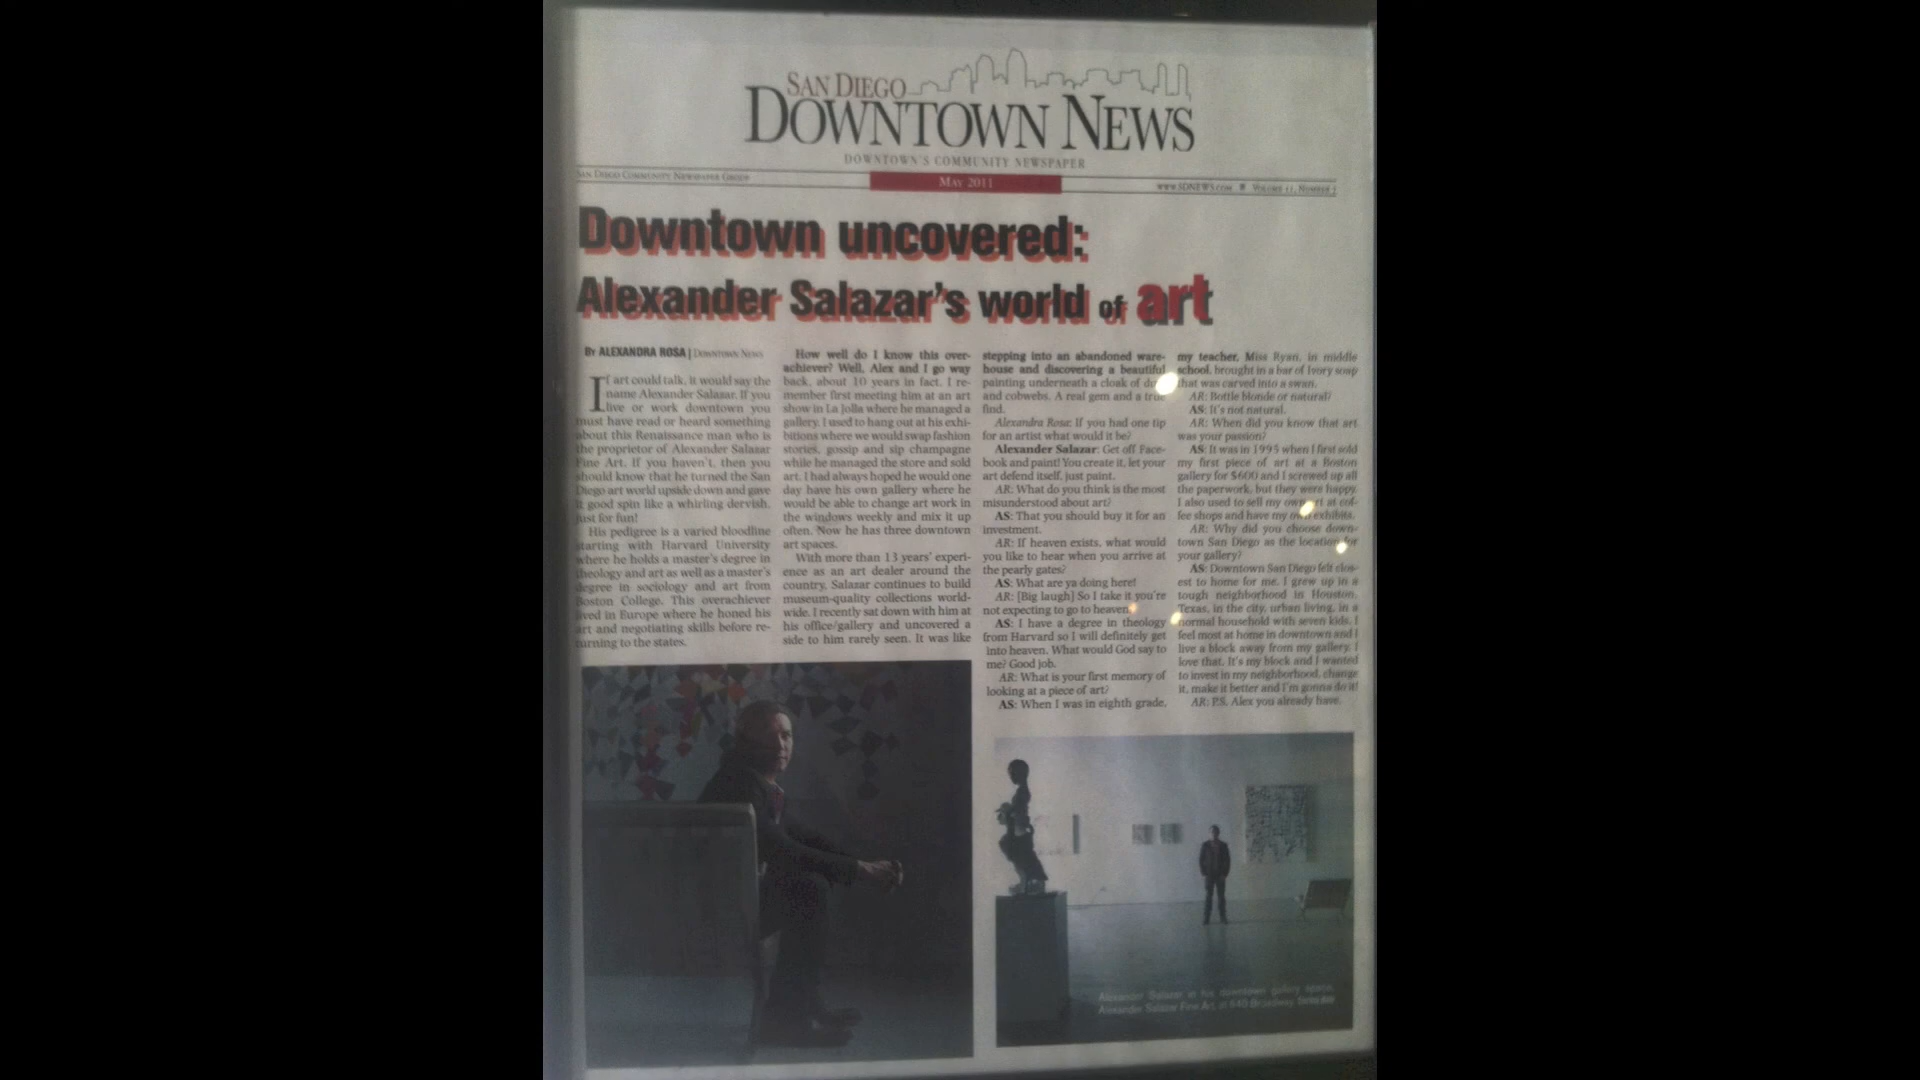 SAN DIEGO
DOWNTOWN NEWS
DOWNTOWN'S COMMUNITY NEWSPAPER
SAN DIEGO COMMUNITY NEWSPAPER GROUP
MAY 2011
WWW.SDNEWS.COM VOLUME 11, NUMBER 5
Downtown uncovered:
Alexander Salazar's world of art
By ALEXANDRA ROSA | DOWNTOWN NEWS
If art could talk, it would say the
name Alexander Salazar. If you
live or work downtown you
must have read or heard something
about this Renaissance man who is
the proprietor of Alexander Salazar
Fine Art. If you haven't, then you
should know that he turned the San
Diego art world upside down and gave
it good spin like a whirling dervish,
just for fun!
His pedigree is a varied bloodline
starting with Harvard University
where he holds a master's degree in
theology and art as well as a master's
degree in sociology and art from
Boston College. This overachiever
lived in Europe where he honed his
art and negotiating skills before re-
turning to the states.
How well do I know this over-
achiever? Well, Alex and I go way
back, about 10 years in fact. I re-
member first meeting him at an art
show in La Jolla where he managed a
gallery. I used to hang out at his exhi-
bitions where we would swap fashion
stories, gossip and sip champagne
while he managed the store and sold
art. I had always hoped he would one
day have his own gallery where he
would be able to change art work in
the windows weekly and mix it up
often. Now he has three downtown
art spaces.
With more than 13 years' experi-
ence as an art dealer around the
country, Salazar continues to build
museum-quality collections world-
wide. I recently sat down with him at
his office/gallery and uncovered a
side to him rarely seen. It was like
stepping into an abandoned ware-
house and discovering a beautiful
painting underneath a cloak of dust
and cobwebs. A real gem and a true
find.
Alexandra Rosa: If you had one tip
for an artist what would it be?
Alexander Salazar: Get off Face-
book and paint! You create it, let your
art defend itself, just paint.
AR: What do you think is the most
misunderstood about art?
AS: That you should buy it for an
investment.
AR: If heaven exists, what would
you like to hear when you arrive at
the pearly gates?
AS: What are ya doing here!
AR: [Big laugh] So I take it you're
not expecting to go to heaven.
AS: I have a degree in theology
from Harvard so I will definitely get
into heaven. What would God say to
me? Good job.
AR: What is your first memory of
looking at a piece of art?
AS: When I was in eighth grade,
my teacher, Miss Ryan, in middle
school, brought in a bar of Ivory soap
that was carved into a swan.
AR: Bottle blonde or natural?
AS: It's not natural.
AR: When did you know that art
was your passion?
AS: It was in 1995 when I first sold
my first piece of art at a Boston
gallery for $600 and I screwed up all
the paperwork, but they were happy.
I also used to sell my own art at cof-
fee shops and have my own exhibits.
AR: Why did you choose down-
town San Diego as the location for
your gallery?
AS: Downtown San Diego felt clos-
est to home for me. I grew up in a
tough neighborhood in Houston,
Texas, in the city, urban living, in a
normal household with seven kids. I
feel most at home in downtown and I
live a block away from my gallery. I
love that. It's my block and I wanted
to invest in my neighborhood, change
it, make it better and I'm gonna do it!
AR: P.S. Alex you already have.
Alexander Salazar in his downtown gallery space,
Alexander Salazar Fine Art, at 640 Broadway